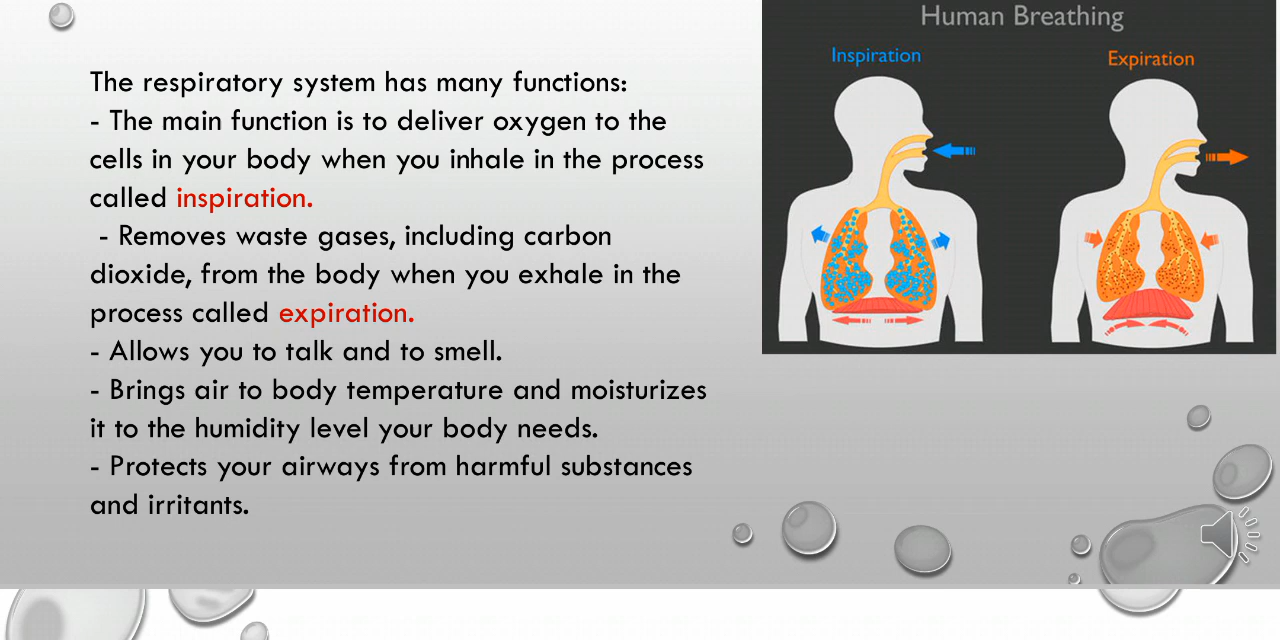 The respiratory system has many functions:
- The main function is to deliver oxygen to the
cells in your body when you inhale in the process
called inspiration.
- Removes waste gases, including carbon
dioxide, from the body when you exhale in the
process called expiration.
- Allows you to talk and to smell.
- Brings air to body temperature and moisturizes
it to the humidity level your body needs.
- Protects your airways from harmful substances
and irritants.
Human Breathing
Inspiration
Expiration